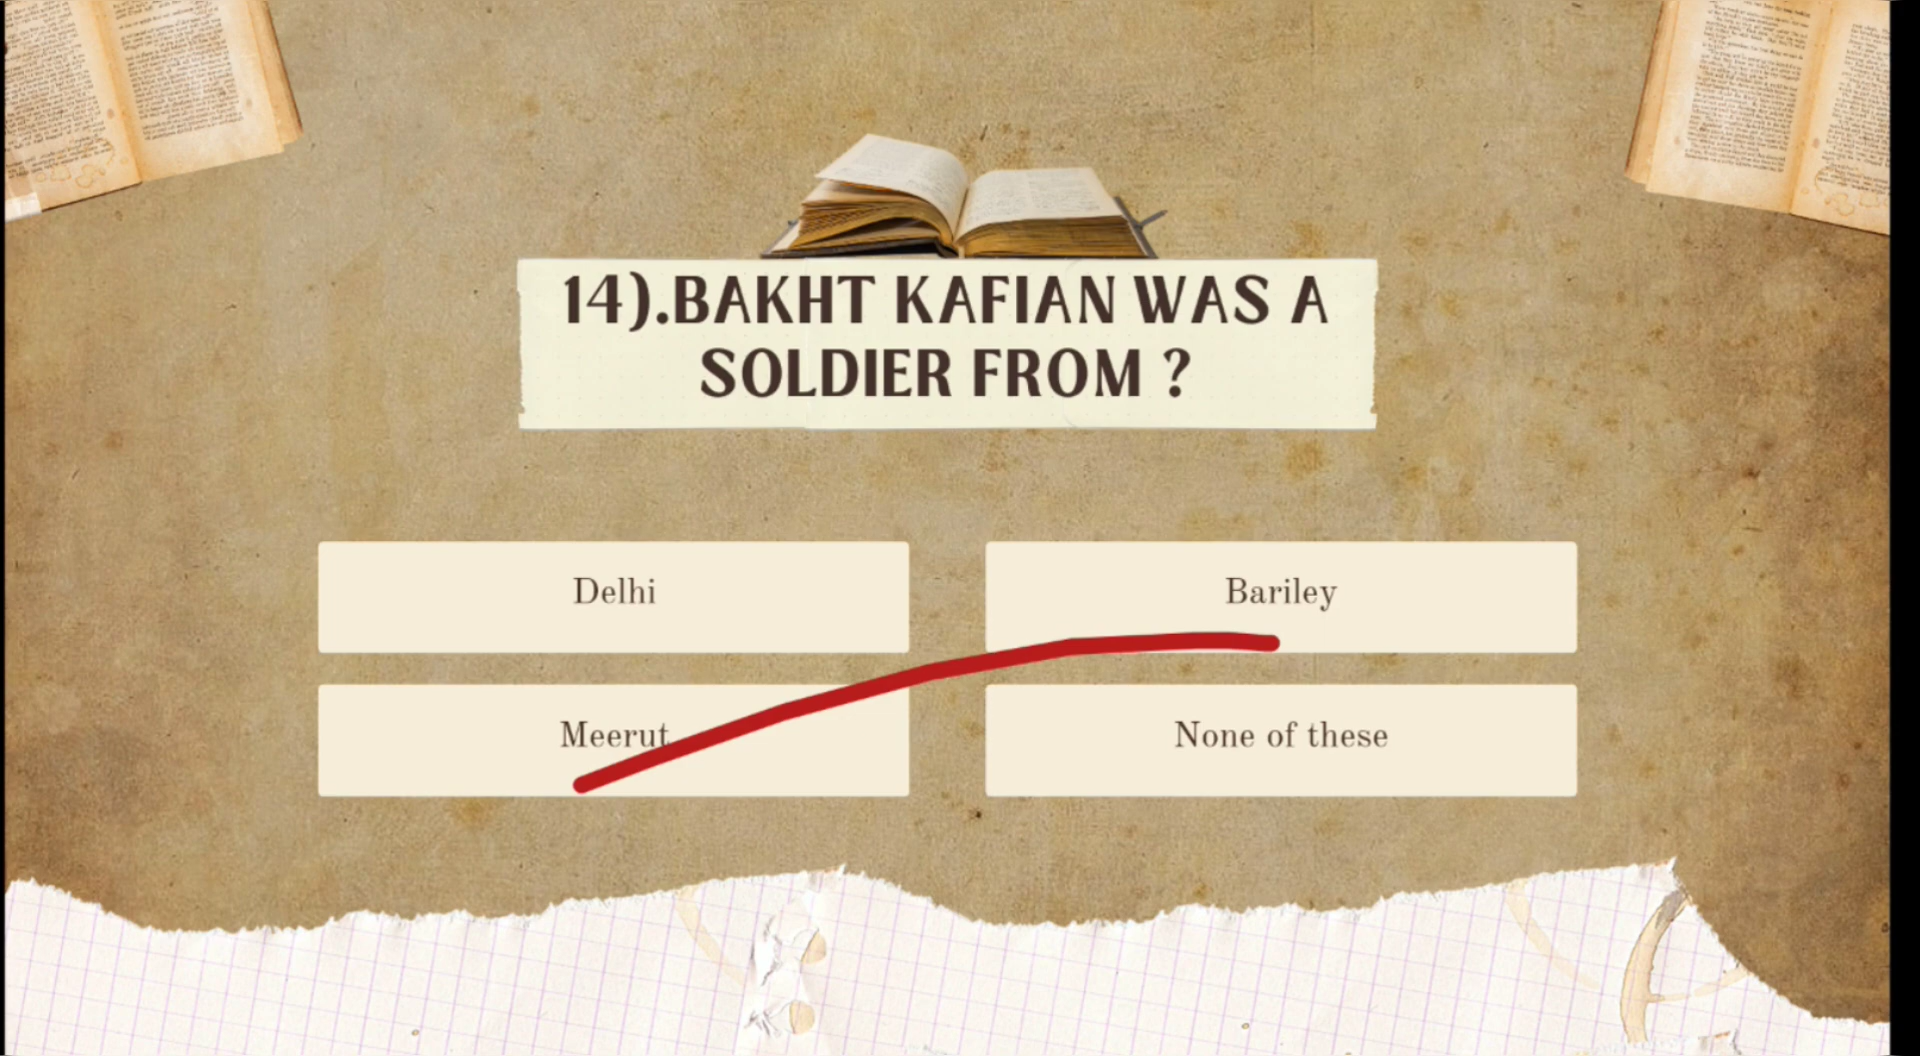 14).BAKHT KAFIAN WAS A
SOLDIER FROM ?
Delhi
Bariley
Meerut
None of these